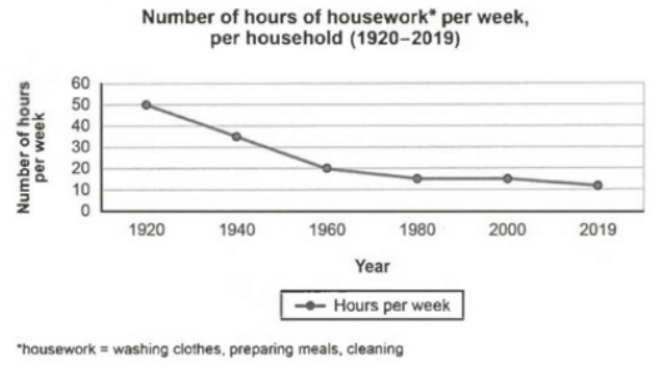 Number of hours of housework* per week,
per household (1920–2019)
Number of hours
per week
60
50
40
30
20
10
0
1920 1940 1960 1980 2000 2019
Year
Hours per week
*housework = washing clothes, preparing meals, cleaning